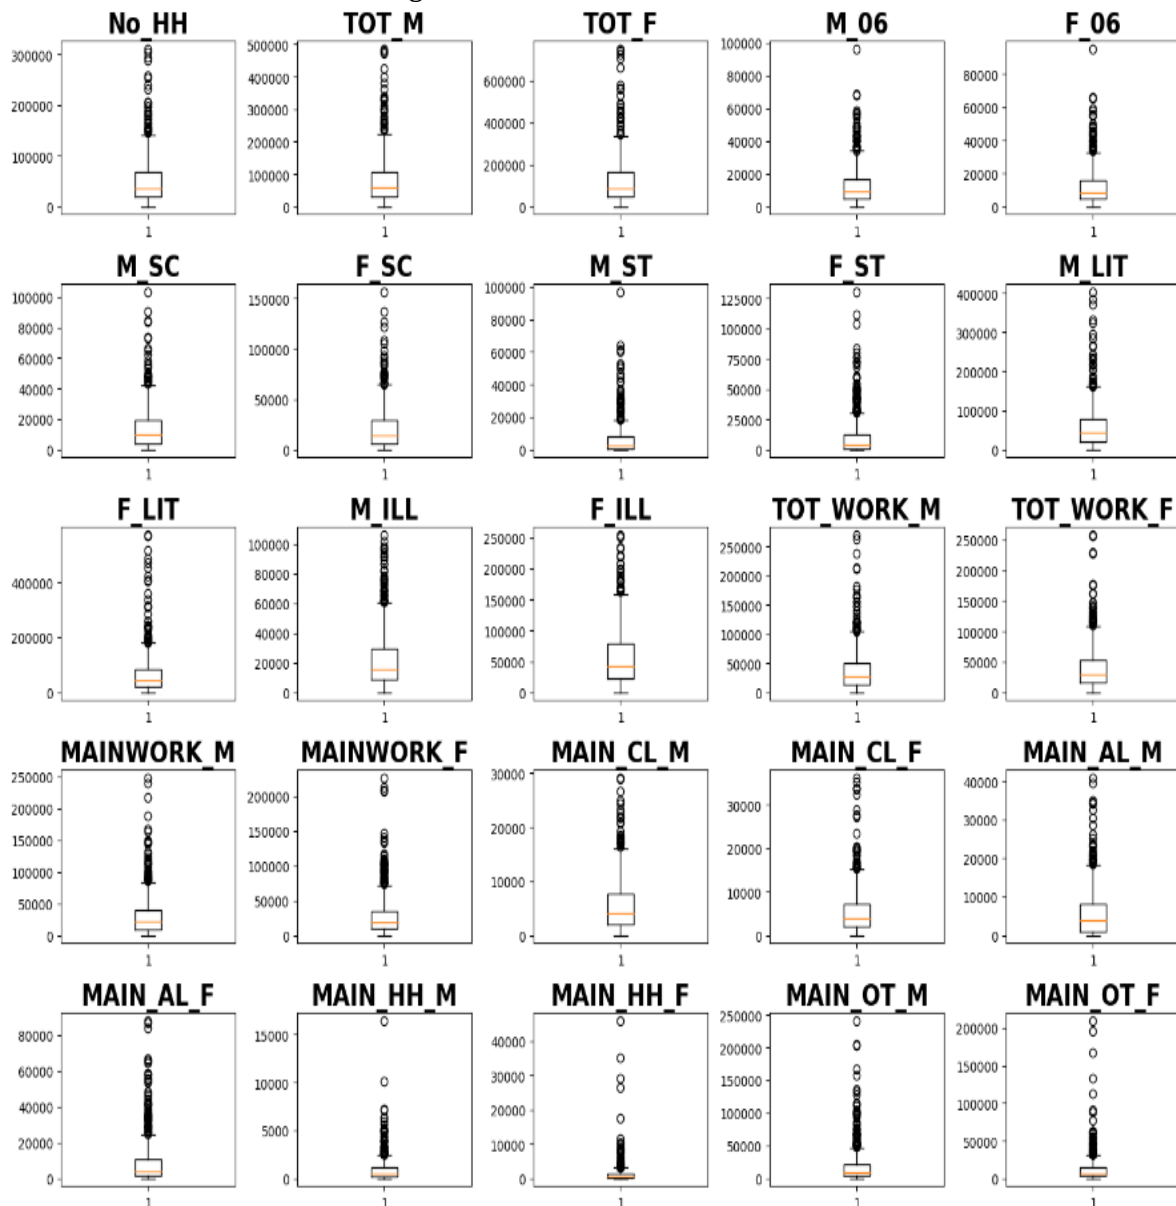 No_HH TOT_M TOT_F M_06 F_06
300000 500000 100000
400000 600000 80000 80000
200000 300000 60000 60000
400000
200000 40000 40000
100000 200000
100000 20000 20000
0 0 0 0 0
1 1 1 1 1
M_SC F_SC M_ST F_ST M_LIT
100000 150000 100000 125000 400000
80000 80000 100000 300000
60000 100000 60000 75000
40000 40000 50000 200000
50000
20000 20000 25000 100000
0 0 0 0 0
1 1 1 1 1
F_LIT M_ILL F_ILL TOT_WORK_M TOT_WORK_F
100000 250000 250000 250000
400000 80000 200000 200000 200000
60000 150000 150000 150000
200000 40000 100000 100000 100000
20000 50000 50000 50000
0 0 0 0 0
1 1 1 1 1
MAINWORK_M MAINWORK_F MAIN_CL_M MAIN_CL_F MAIN_AL_M
250000 30000 40000
200000 200000 30000
150000 150000 20000 30000
20000
100000 100000 20000
50000 50000 10000 10000 10000
0 0 0 0 0
1 1 1 1 1
MAIN_AL_F MAIN_HH_M MAIN_HH_F MAIN_OT_M MAIN_OT_F
80000 15000 250000 200000
40000 200000
60000 10000 30000 150000 150000
40000 20000 100000 100000
20000 5000 10000 50000 50000
0 0 0 0 0
1 1 1 1 1